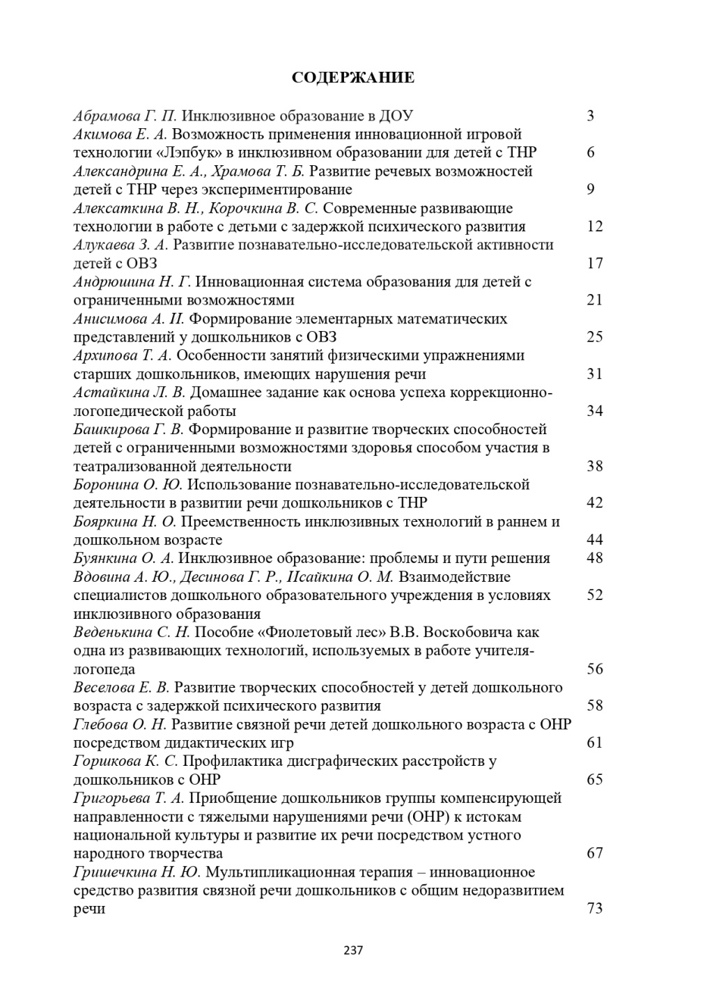 СОДЕРЖАНИЕ
Абрамова Г. П. Инклюзивное образование в ДОУ 3
Акимова Е. А. Возможность применения инновационной игровой
технологии «Лэпбук» в инклюзивном образовании для детей с ТНР 6
Александрина Е. А., Храмова Т. Б. Развитие речевых возможностей
детей с ТНР через экспериментирование 9
Алексаткина В. Н., Корочкина В. С. Современные развивающие
технологии в работе с детьми с задержкой психического развития 12
Алукаева З. А. Развитие познавательно-исследовательской активности
детей с ОВЗ 17
Андрюшина Н. Г. Инновационная система образования для детей с
ограниченными возможностями 21
Анисимова А. И. Формирование элементарных математических
представлений у дошкольников с ОВЗ 25
Архипова Т. А. Особенности занятий физическими упражнениями
старших дошкольников, имеющих нарушения речи 31
Астайкина Л. В. Домашнее задание как основа успеха коррекционно-
логопедической работы 34
Башкирова Г. В. Формирование и развитие творческих способностей
детей с ограниченными возможностями здоровья способом участия в
театрализованной деятельности 38
Боронина О. Ю. Использование познавательно-исследовательской
деятельности в развитии речи дошкольников с ТНР 42
Бояркина Н. О. Преемственность инклюзивных технологий в раннем и
дошкольном возрасте 44
Буянкина О. А. Инклюзивное образование: проблемы и пути решения 48
Вдовина А. Ю., Десинова Г. Р., Исайкина О. М. Взаимодействие
специалистов дошкольного образовательного учреждения в условиях 52
инклюзивного образования
Веденькина С. Н. Пособие «Фиолетовый лес» В.В. Воскобовича как
одна из развивающих технологий, используемых в работе учителя-
логопеда 56
Веселова Е. В. Развитие творческих способностей у детей дошкольного
возраста с задержкой психического развития 58
Глебова О. Н. Развитие связной речи детей дошкольного возраста с ОНР
посредством дидактических игр 61
Горшкова К. С. Профилактика дисграфических расстройств у
дошкольников с ОНР 65
Григорьева Т. А. Приобщение дошкольников группы компенсирующей
направленности с тяжелыми нарушениями речи (ОНР) к истокам
национальной культуры и развитие их речи посредством устного
народного творчества 67
Гришечкина Н. Ю. Мультипликационная терапия – инновационное
средство развития связной речи дошкольников с общим недоразвитием
речи 73
237